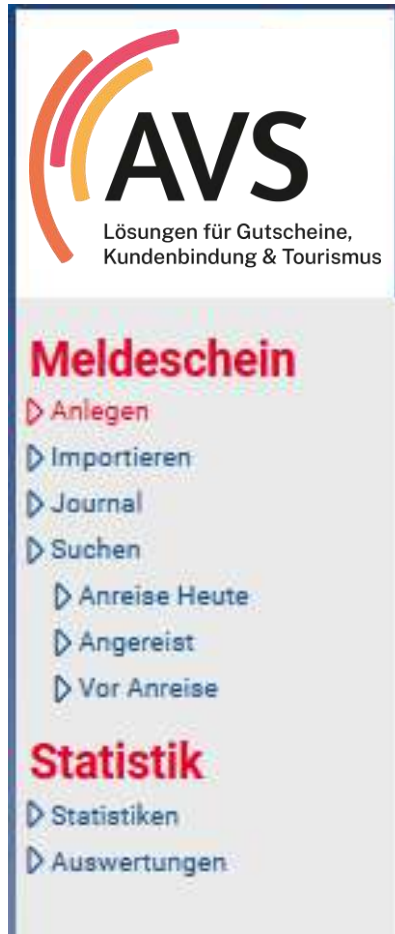 AVS
Lösungen für Gutscheine,
Kundenbindung & Tourismus
Meldeschein
Anlegen
Importieren
Journal
Suchen
Anreise Heute
Angereist
Vor Anreise
Statistik
Statistiken
Auswertungen